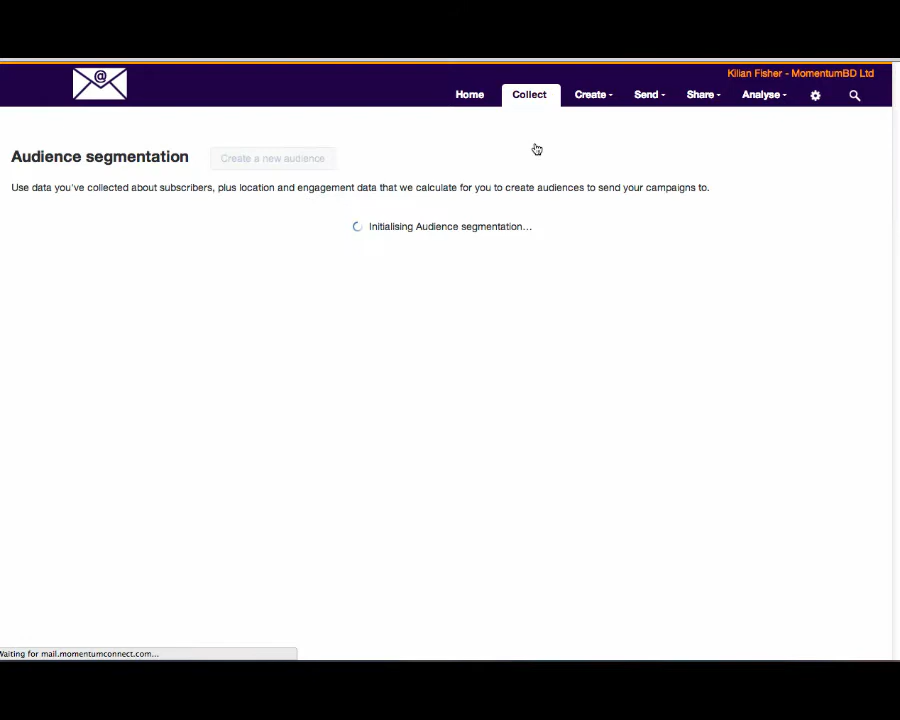 Kilian Fisher - MomentumBD Ltd
@
Home Collect Create Send Share Analyse
Audience segmentation Create a new audience
Use data you've collected about subscribers, plus location and engagement data that we calculate for you to create audiences to send your campaigns to.
Initialising Audience segmentation...
Waiting for mail.momentumconnect.com...